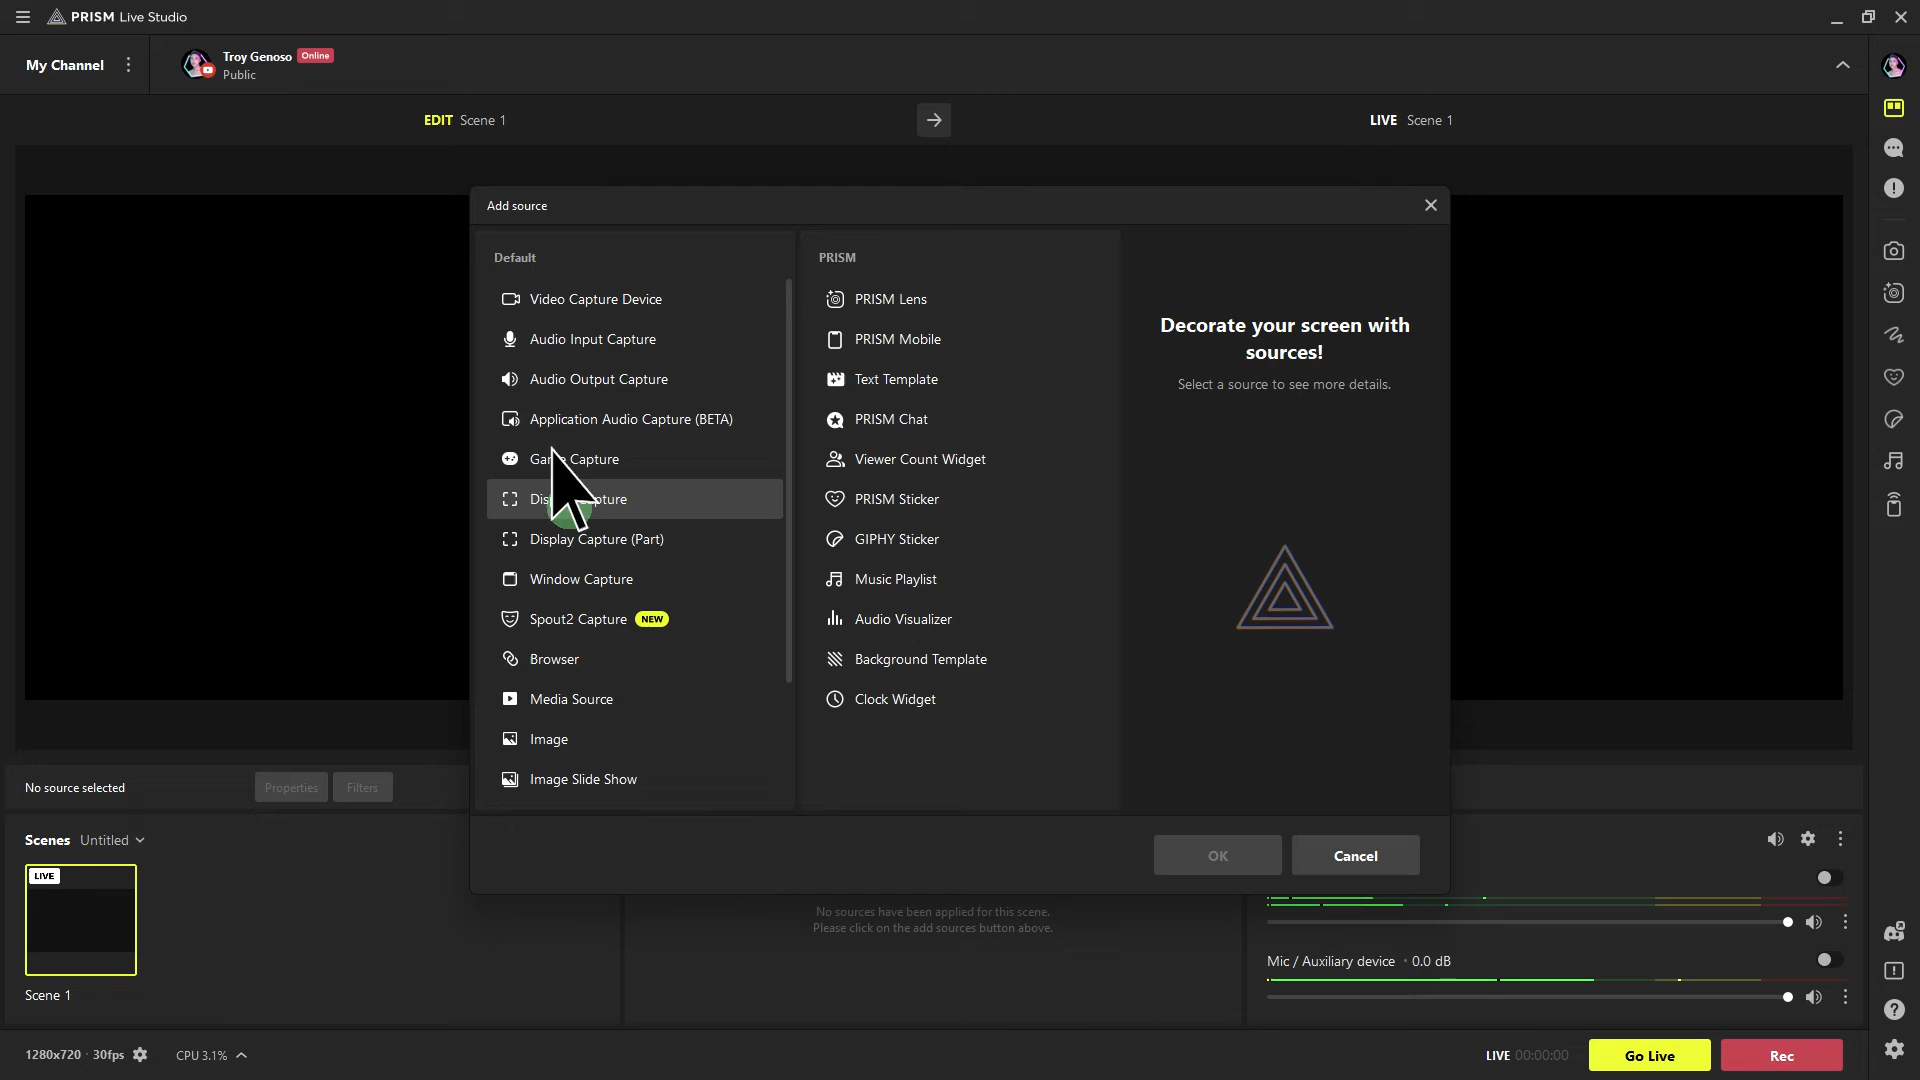 PRISM Live Studio
My Channel
Troy Genoso Online
Public
EDIT Scene 1
LIVE Scene 1
Add source
Default
Video Capture Device
Audio Input Capture
Audio Output Capture
Application Audio Capture (BETA)
Game Capture
Display Capture
Display Capture (Part)
Window Capture
Spout2 Capture NEW
Browser
Media Source
Image
Image Slide Show
PRISM
PRISM Lens
PRISM Mobile
Text Template
PRISM Chat
Viewer Count Widget
PRISM Sticker
GIPHY Sticker
Music Playlist
Audio Visualizer
Background Template
Clock Widget
Decorate your screen with
sources!
Select a source to see more details.
OK
Cancel
No source selected
Properties
Filters
Scenes Untitled
LIVE
Scene 1
No sources have been applied for this scene.
Please click on the add sources button above.
Mic / Auxiliary device · 0.0 dB
1280x720 · 30fps
CPU 3.1%
LIVE 00:00:00
Go Live
Rec